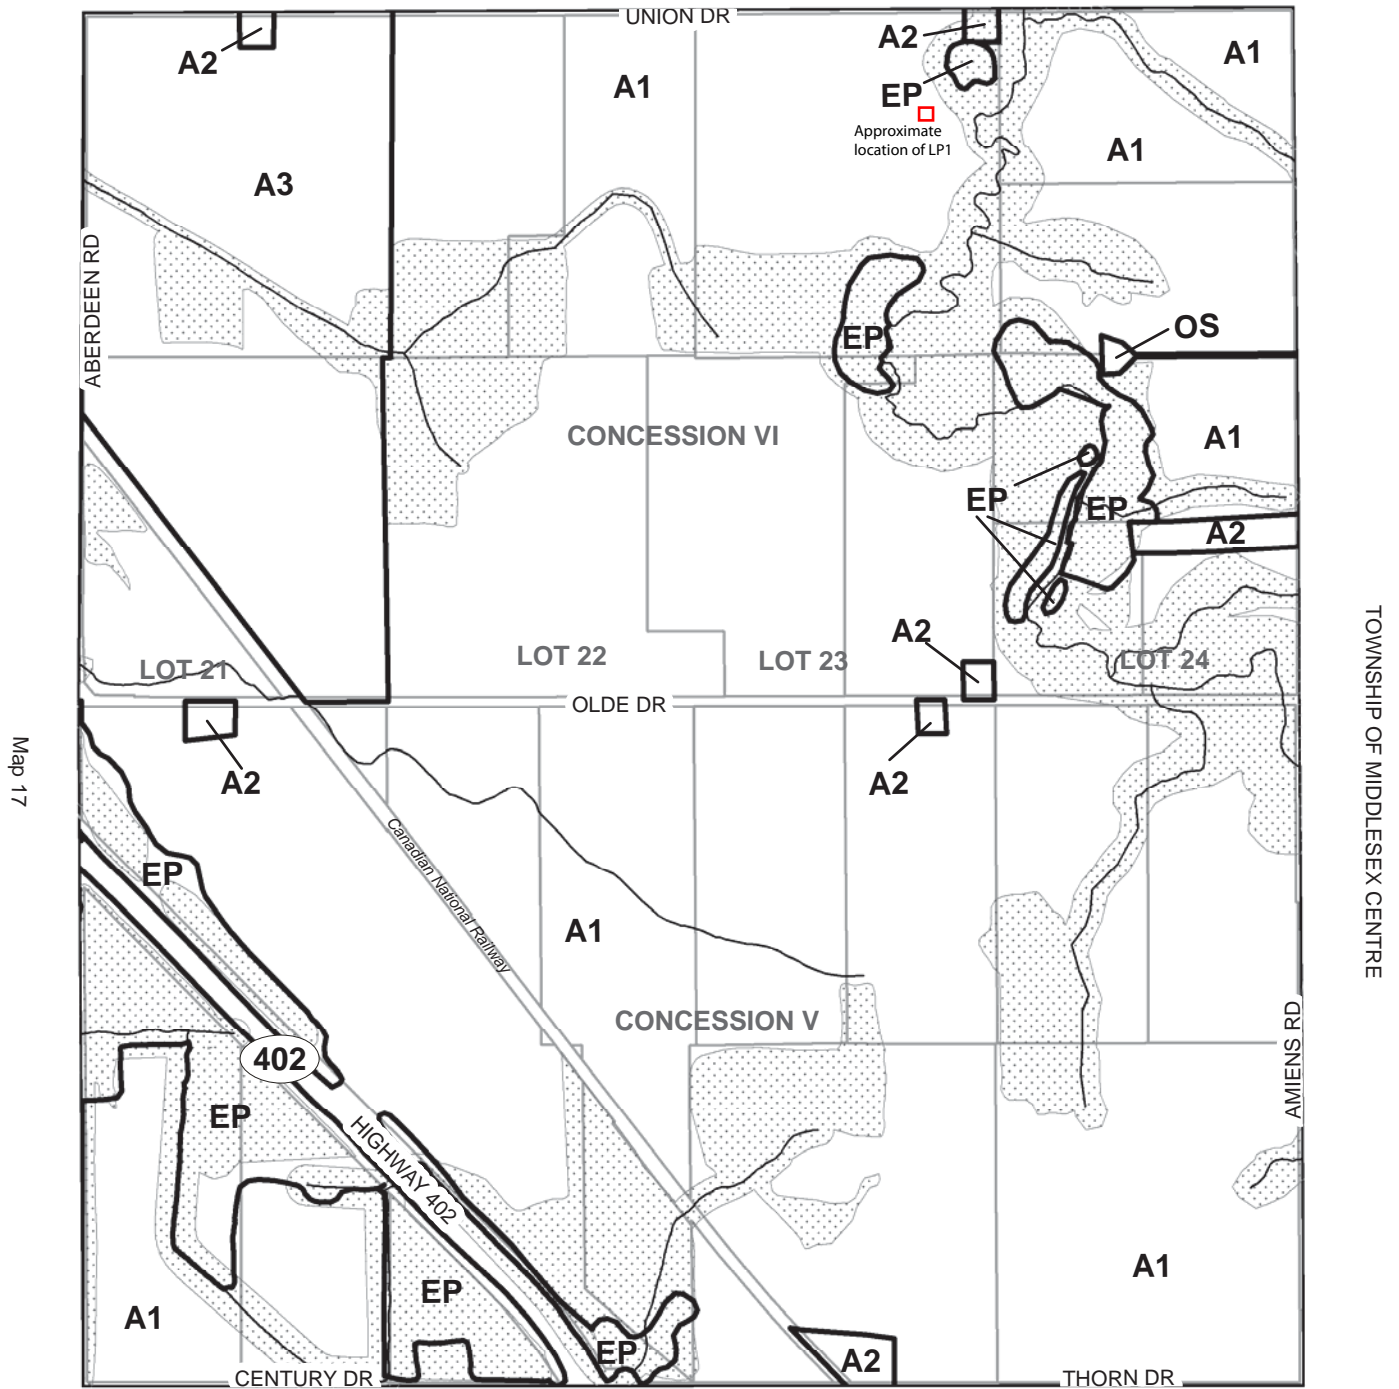 UNION DR
A2
A2
A1
A1
EP
Approximate
location of LP1
A1
A3
ABERDEEN RD
OS
EP
CONCESSION VI
A1
EP
EP
A2
A2
LOT 21
LOT 22
LOT 23
LOT 24
OLDE DR
A2
A2
Map 17
TOWNSHIP OF MIDDLESEX CENTRE
EP
Canadian National Railway
A1
CONCESSION V
402
AMIENS RD
EP
HIGHWAY 402
A1
EP
A1
EP
A2
CENTURY DR
THORN DR